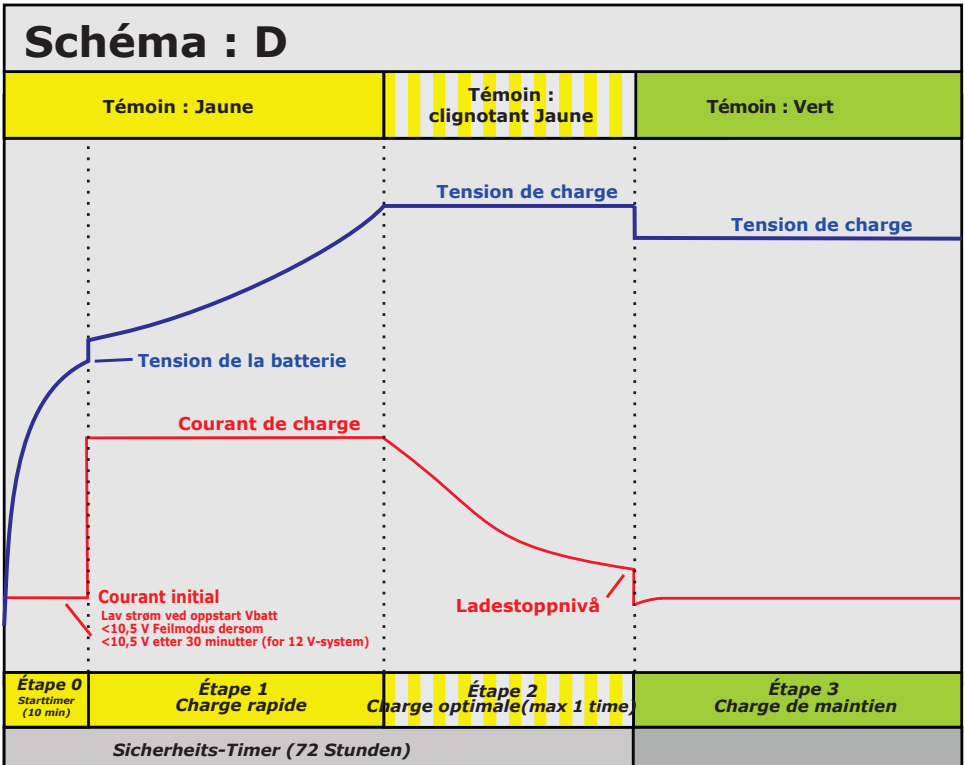 Schéma : D
Témoin : Jaune
Témoin :
clignotant Jaune
Témoin : Vert
Tension de charge
Tension de charge
Tension de la batterie
Courant de charge
Courant initial
Lav strøm ved oppstart Vbatt
<10,5 V Feilmodus dersom
<10,5 V etter 30 minutter (for 12 V-system)
Ladestoppnivå
Étape 0
Starttimer
(10 min)
Étape 1
Charge rapide
Étape 2
Charge optimale(max 1 time)
Étape 3
Charge de maintien
Sicherheits-Timer (72 Stunden)